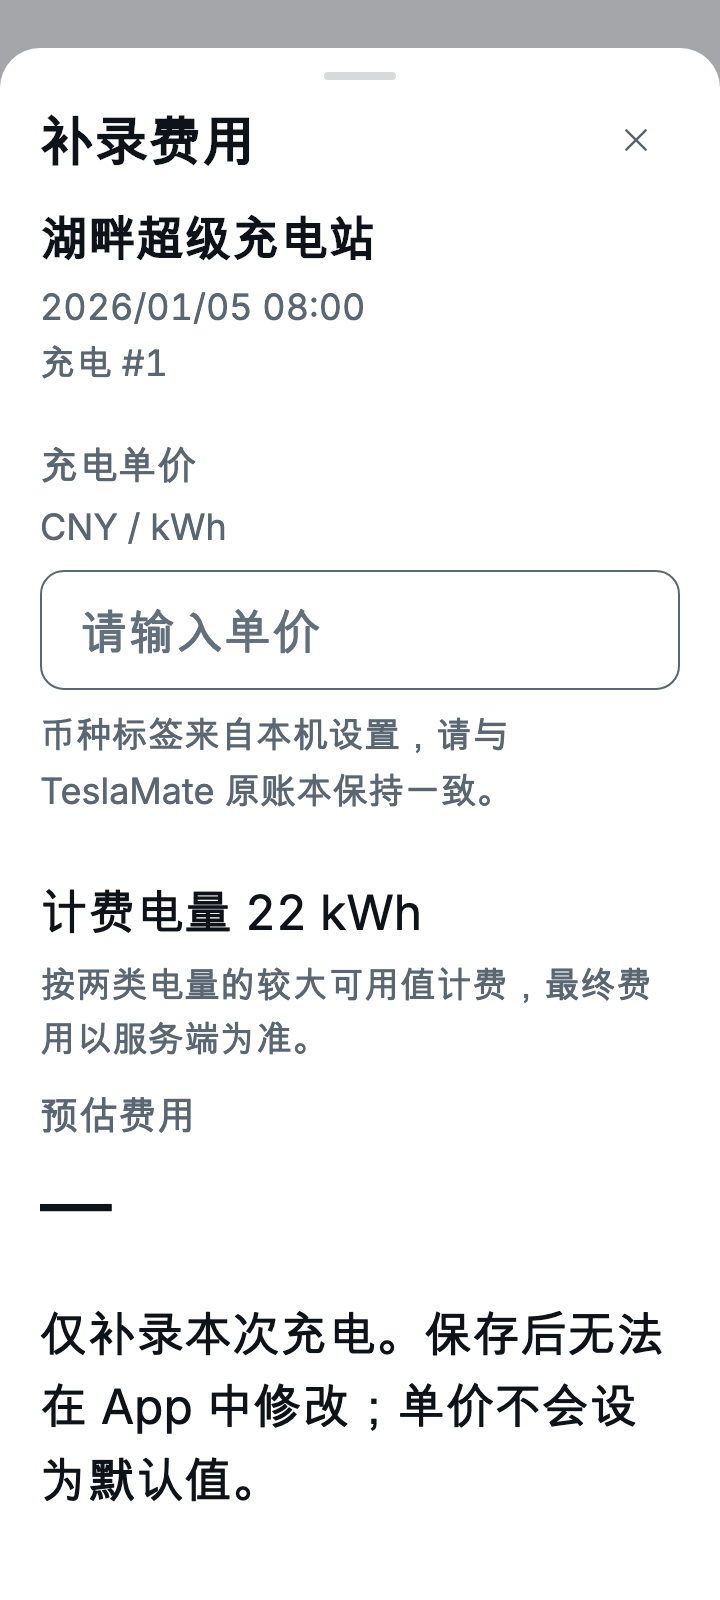 补录费用
湖畔超级充电站
2026/01/05 08:00
充电 #1
充电单价
CNY / kWh
请输入单价
币种标签来自本机设置，请与
TeslaMate 原账本保持一致。
计费电量 22 kWh
按两类电量的较大可用值计费，最终费
用以服务端为准。
预估费用
—
仅补录本次充电。保存后无法
在 App 中修改；单价不会设
为默认值。